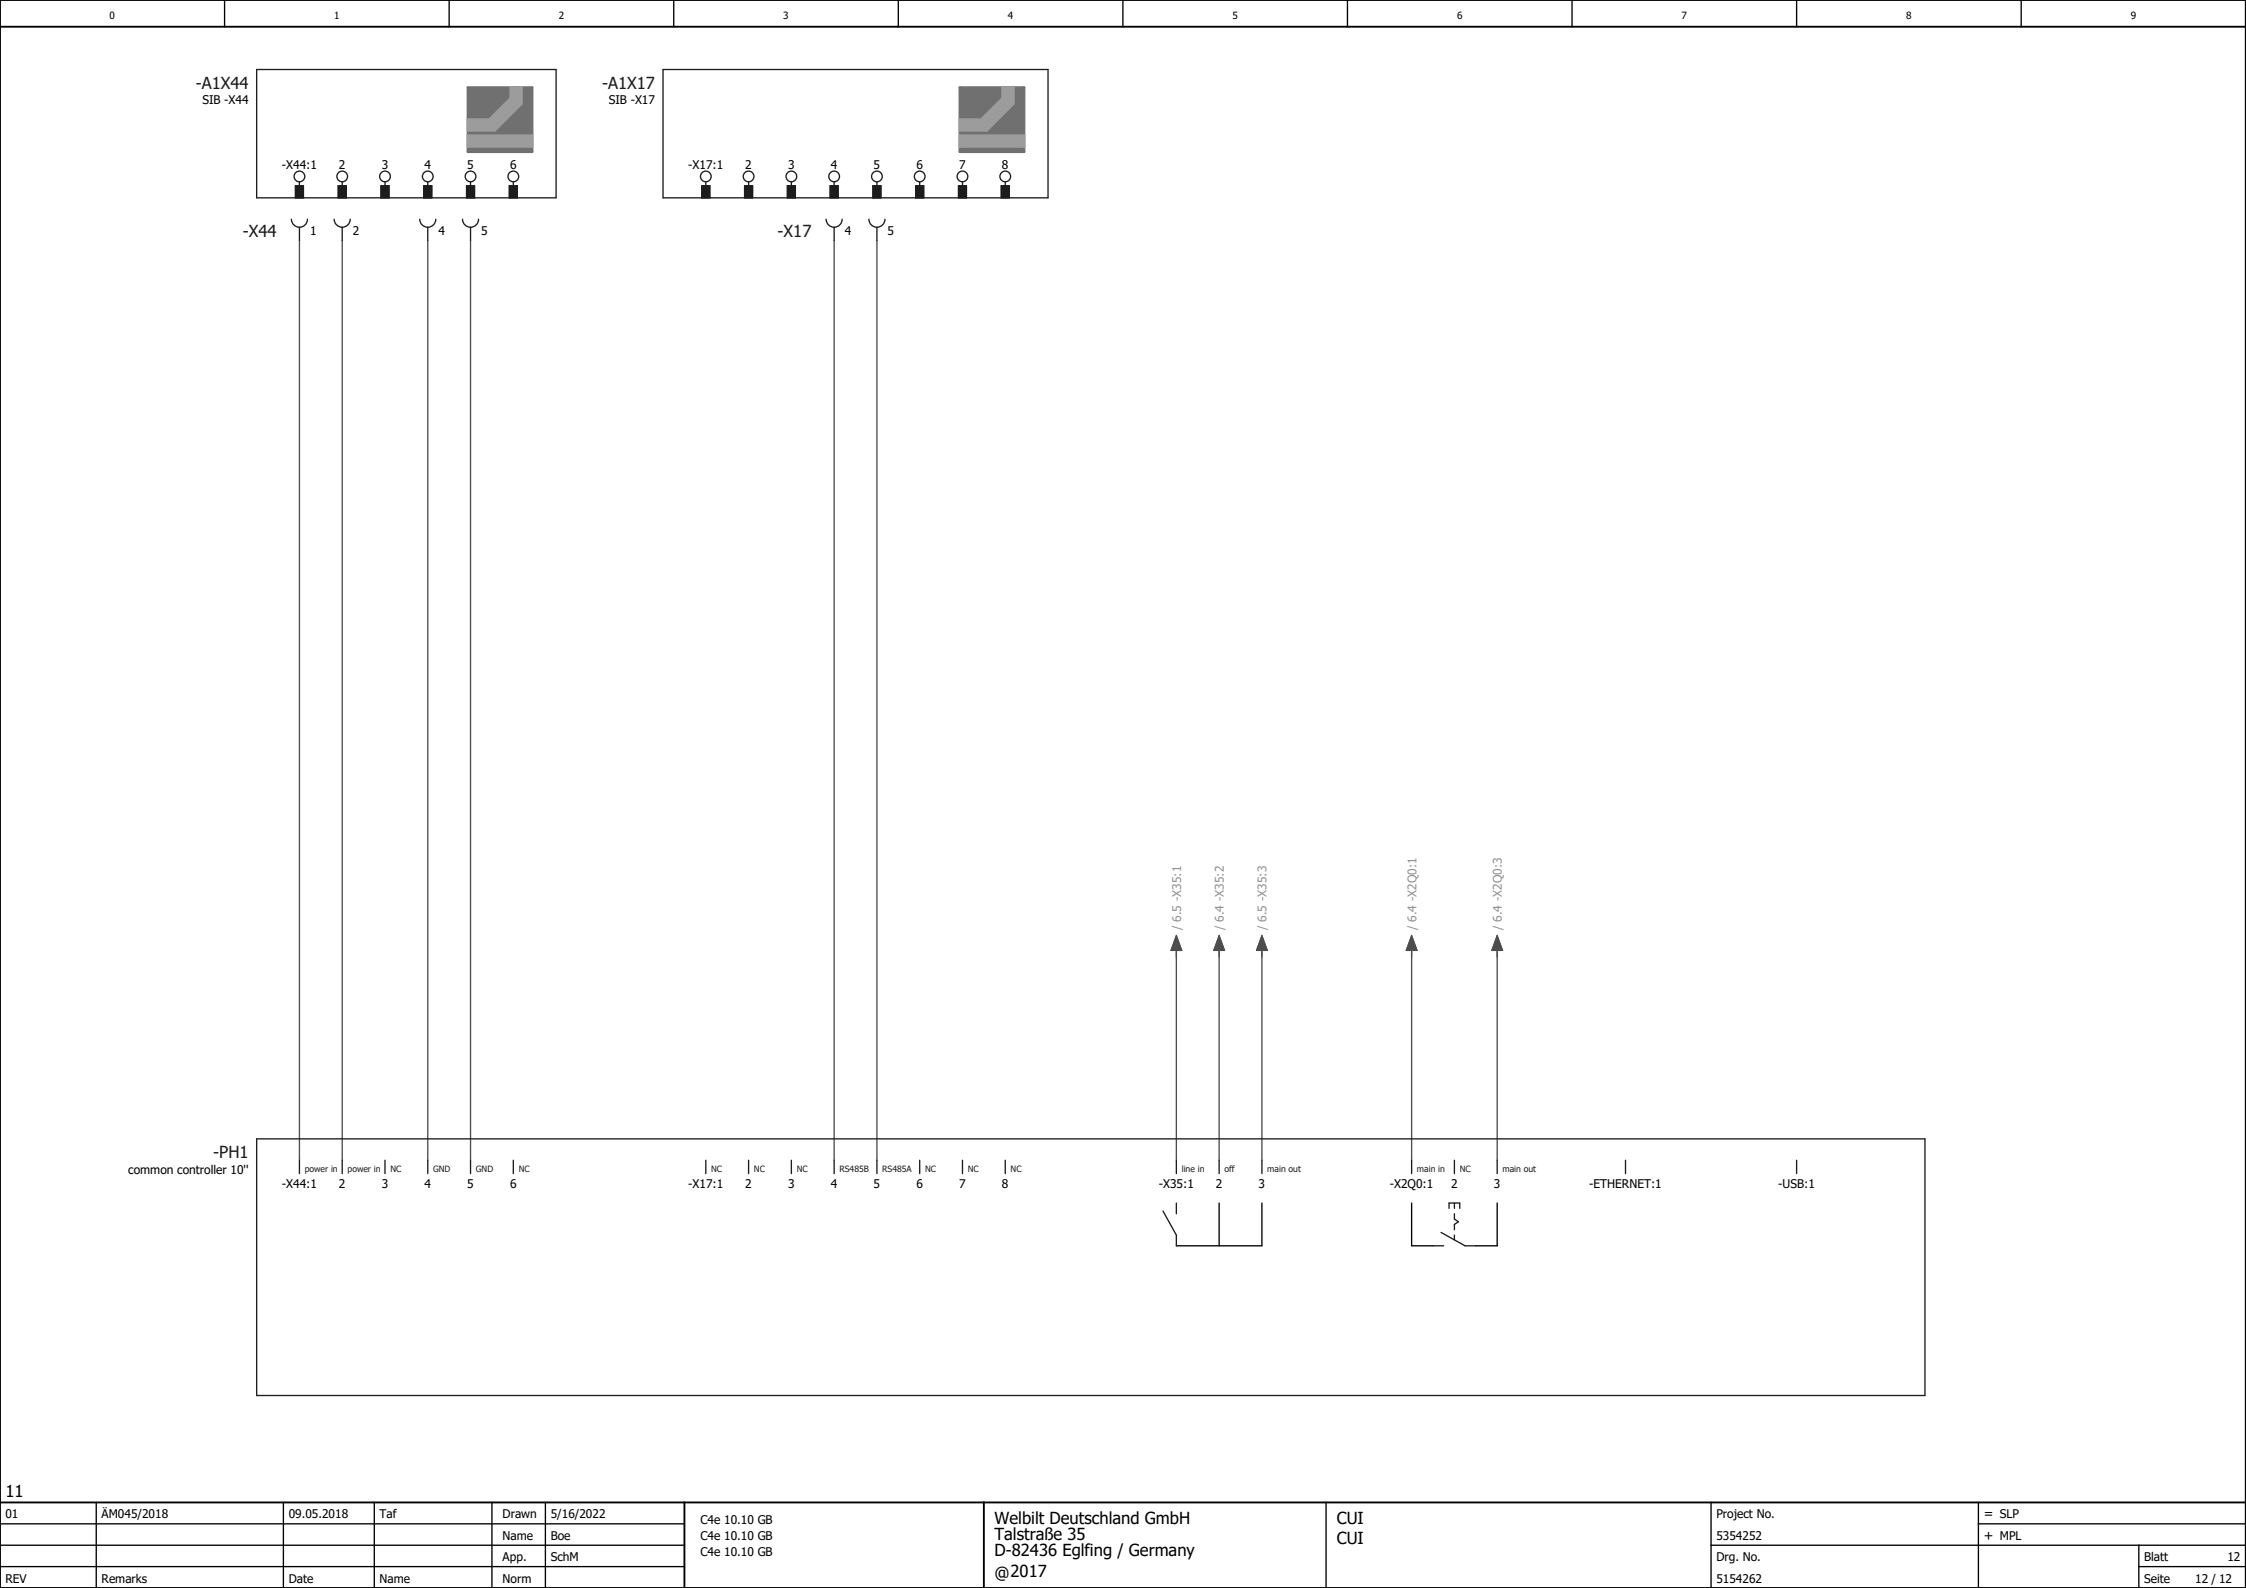 0 1 2 3 4 5 6 7 8 9
-A1X44
SIB -X44
-X44:1 2 3 4 5 6
-A1X17
SIB -X17
-X17:1 2 3 4 5 6 7 8
-X44 1 2 4 5
-X17 4 5
/ 6.5 -X35:1
/ 6.4 -X35:2
/ 6.5 -X35:3
/ 6.4 -X2Q0:1
/ 6.4 -X2Q0:3
-PH1
common controller 10"
power in power in NC GND GND NC
-X44:1 2 3 4 5 6
NC NC NC RS485B RS485A NC NC NC
-X17:1 2 3 4 5 6 7 8
line in off main out
-X35:1 2 3
main in NC main out
-X2Q0:1 2 3
-ETHERNET:1
-USB:1
11
01 ÄM045/2018 09.05.2018 Taf
REV Remarks Date Name
Drawn 5/16/2022
Name Boe
App. SchM
Norm
C4e 10.10 GB
C4e 10.10 GB
C4e 10.10 GB
Welbilt Deutschland GmbH
Talstraße 35
D-82436 Eglfing / Germany
@2017
CUI
CUI
Project No.
5354252
Drg. No.
5154262
= SLP
+ MPL
Blatt 12
Seite 12 / 12